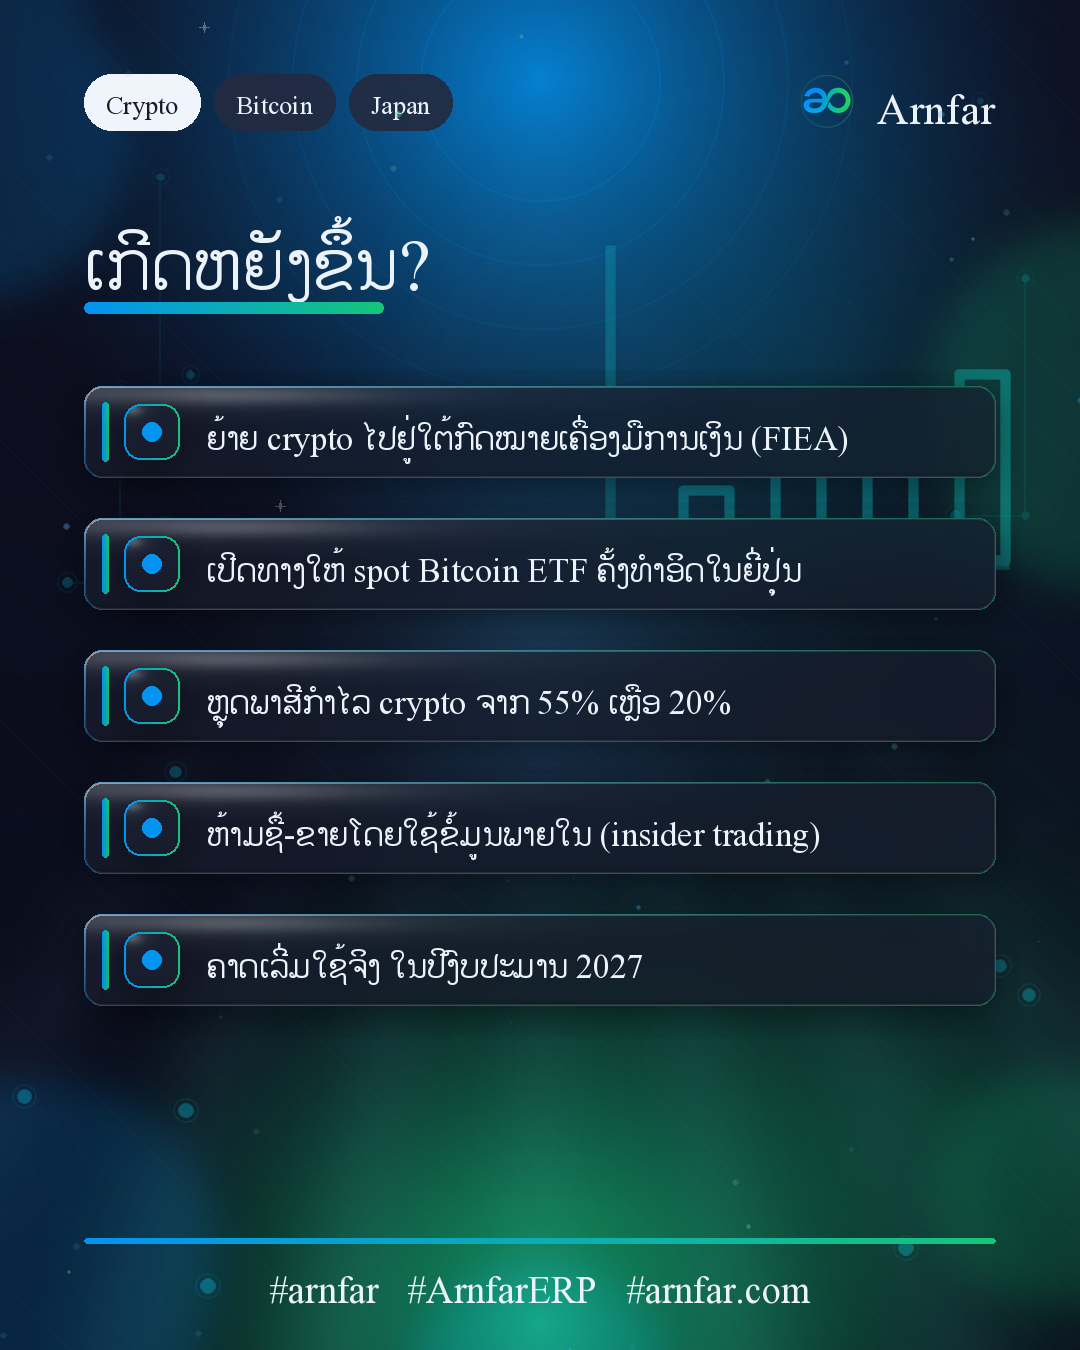 Crypto Bitcoin Japan
Arnfar
ເກີດຫຍັງຂຶ້ນ?
ຍ້າຍ crypto ໄປຢູ່ໃຕ້ກົດໝາຍເຄື່ອງມືການເງິນ (FIEA)
ເປີດທາງໃຫ້ spot Bitcoin ETF ຄັ້ງທຳອິດໃນຍີ່ປຸ່ນ
ຫຼຸດພາສີກຳໄລ crypto ຈາກ 55% ເຫຼືອ 20%
ຫ້າມຊື້-ຂາຍໂດຍໃຊ້ຂໍ້ມູນພາຍໃນ (insider trading)
ຄາດເລີ່ມໃຊ້ຈິງ ໃນປີງົບປະມານ 2027
#arnfar #ArnfarERP #arnfar.com